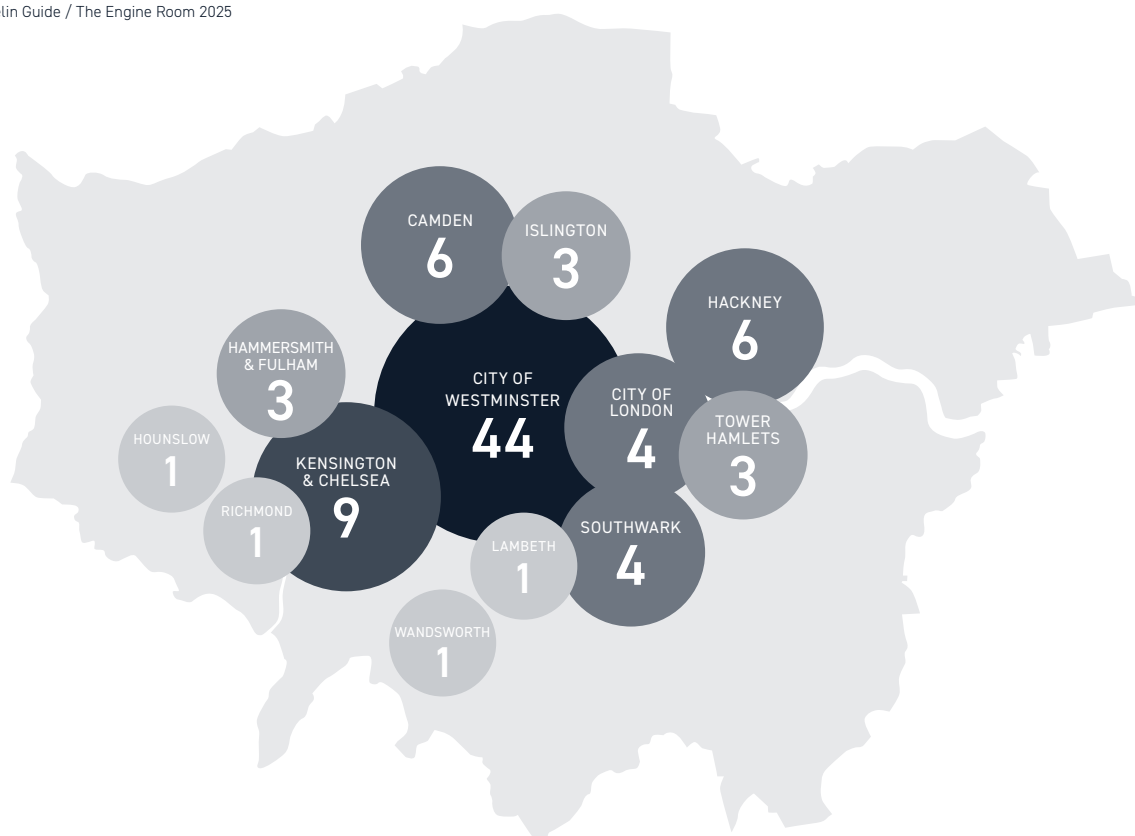 lin Guide / The Engine Room 2025
CAMDEN
6
ISLINGTON
3
HACKNEY
6
HAMMERSMITH
& FULHAM
3
CITY OF
WESTMINSTER
44
CITY OF
LONDON
4
TOWER
HAMLETS
3
HOUNSLOW
1
KENSINGTON
& CHELSEA
9
RICHMOND
1
LAMBETH
1
SOUTHWARK
4
WANDSWORTH
1